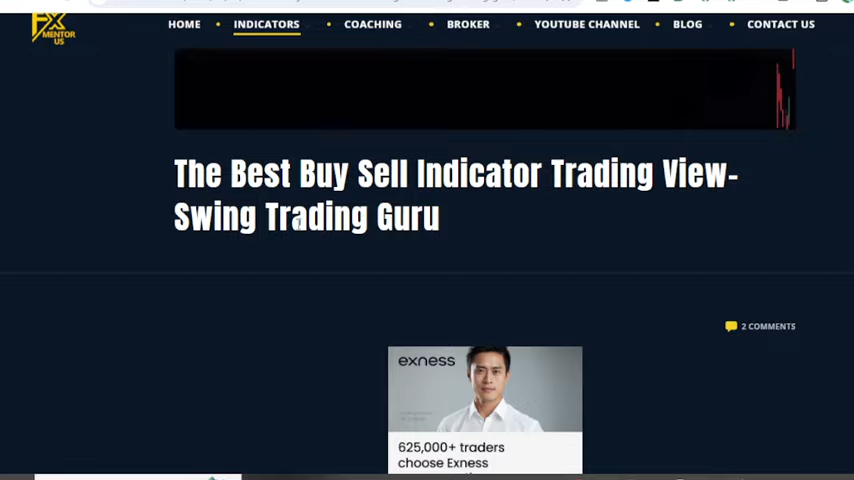 FX
MENTOR
US
HOME
INDICATORS
COACHING
BROKER
YOUTUBE CHANNEL
BLOG
CONTACT US
The Best Buy Sell Indicator Trading View-
Swing Trading Guru
2 COMMENTS
exness
625,000+ traders
choose Exness